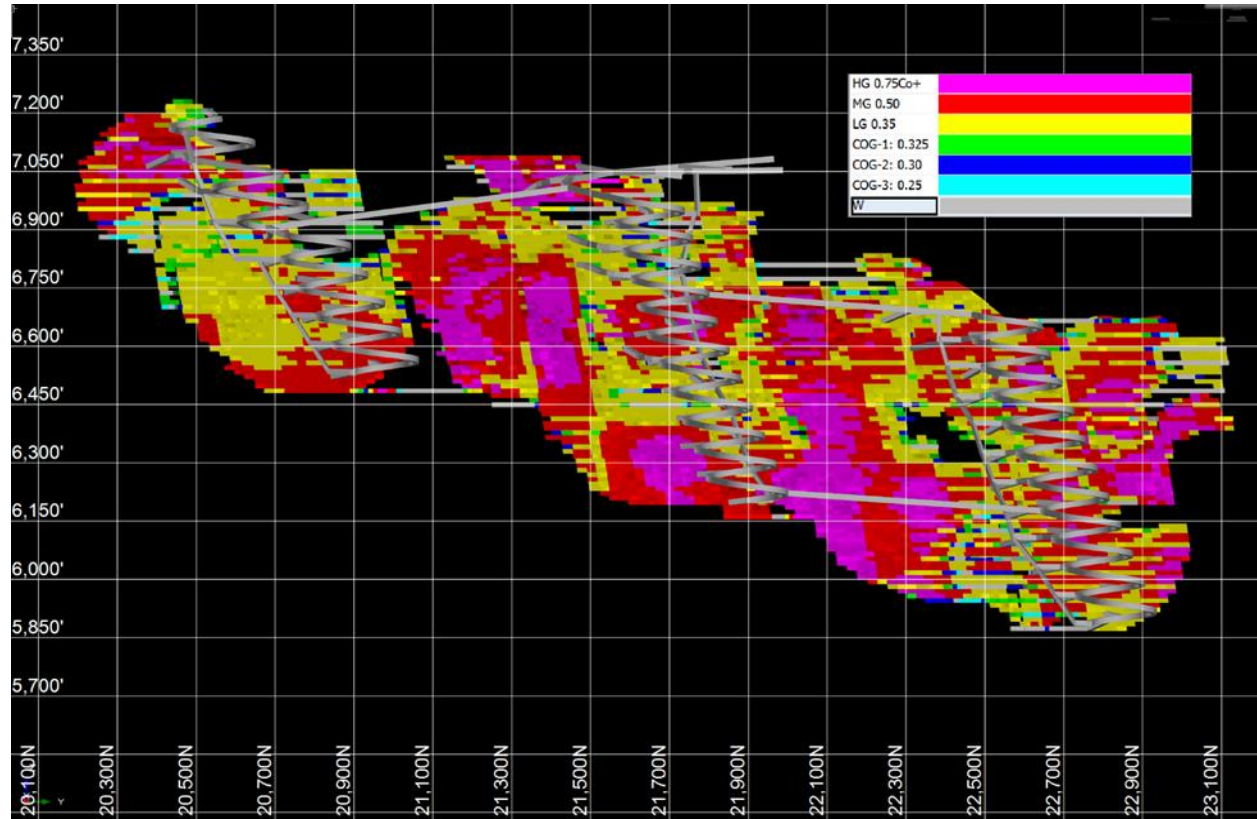 7,350'
7,200'
7,050'
6,900'
6,750'
6,600'
6,450'
6,300'
6,150'
6,000'
5,850'
5,700'
HG 0.75Co+
MG 0.50
LG 0.35
COG-1: 0.325
COG-2: 0.30
COG-3: 0.25
W
20,100N
20,300N
20,500N
20,700N
20,900N
21,100N
21,300N
21,500N
21,700N
21,900N
22,100N
22,300N
22,500N
22,700N
22,900N
23,100N
Y